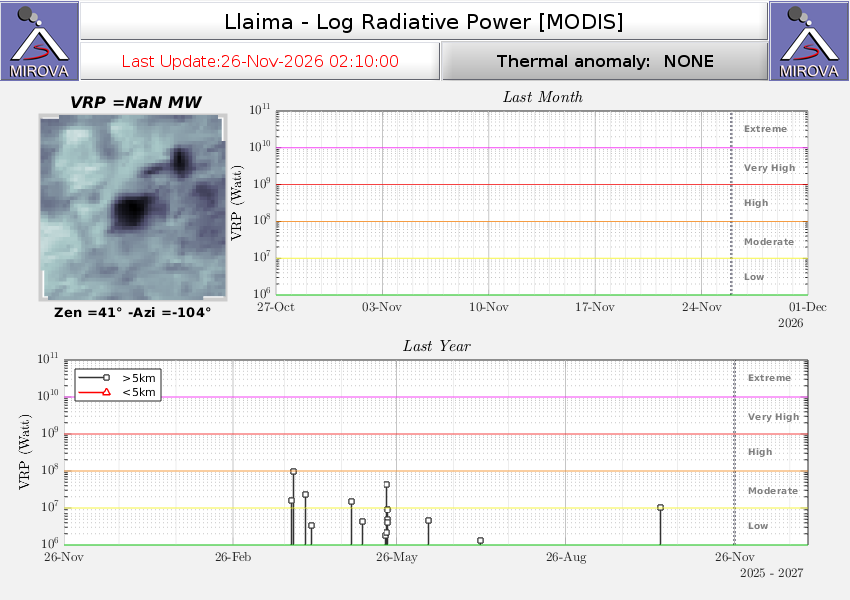 Llaima - Log Radiative Power [MODIS]
MIROVA
Last Update:26-Nov-2026 02:10:00
Thermal anomaly: NONE
MIROVA
VRP =NaN MW
Zen =41° -Azi =-104°
Last Month
VRP (Watt)
10^11
10^10
10^9
10^8
10^7
10^6
Extreme
Very High
High
Moderate
Low
27-Oct 03-Nov 10-Nov 17-Nov 24-Nov 01-Dec
2026
Last Year
VRP (Watt)
10^11
10^10
10^9
10^8
10^7
10^6
>5km
<5km
Extreme
Very High
High
Moderate
Low
26-Nov 26-Feb 26-May 26-Aug 26-Nov
2025 - 2027